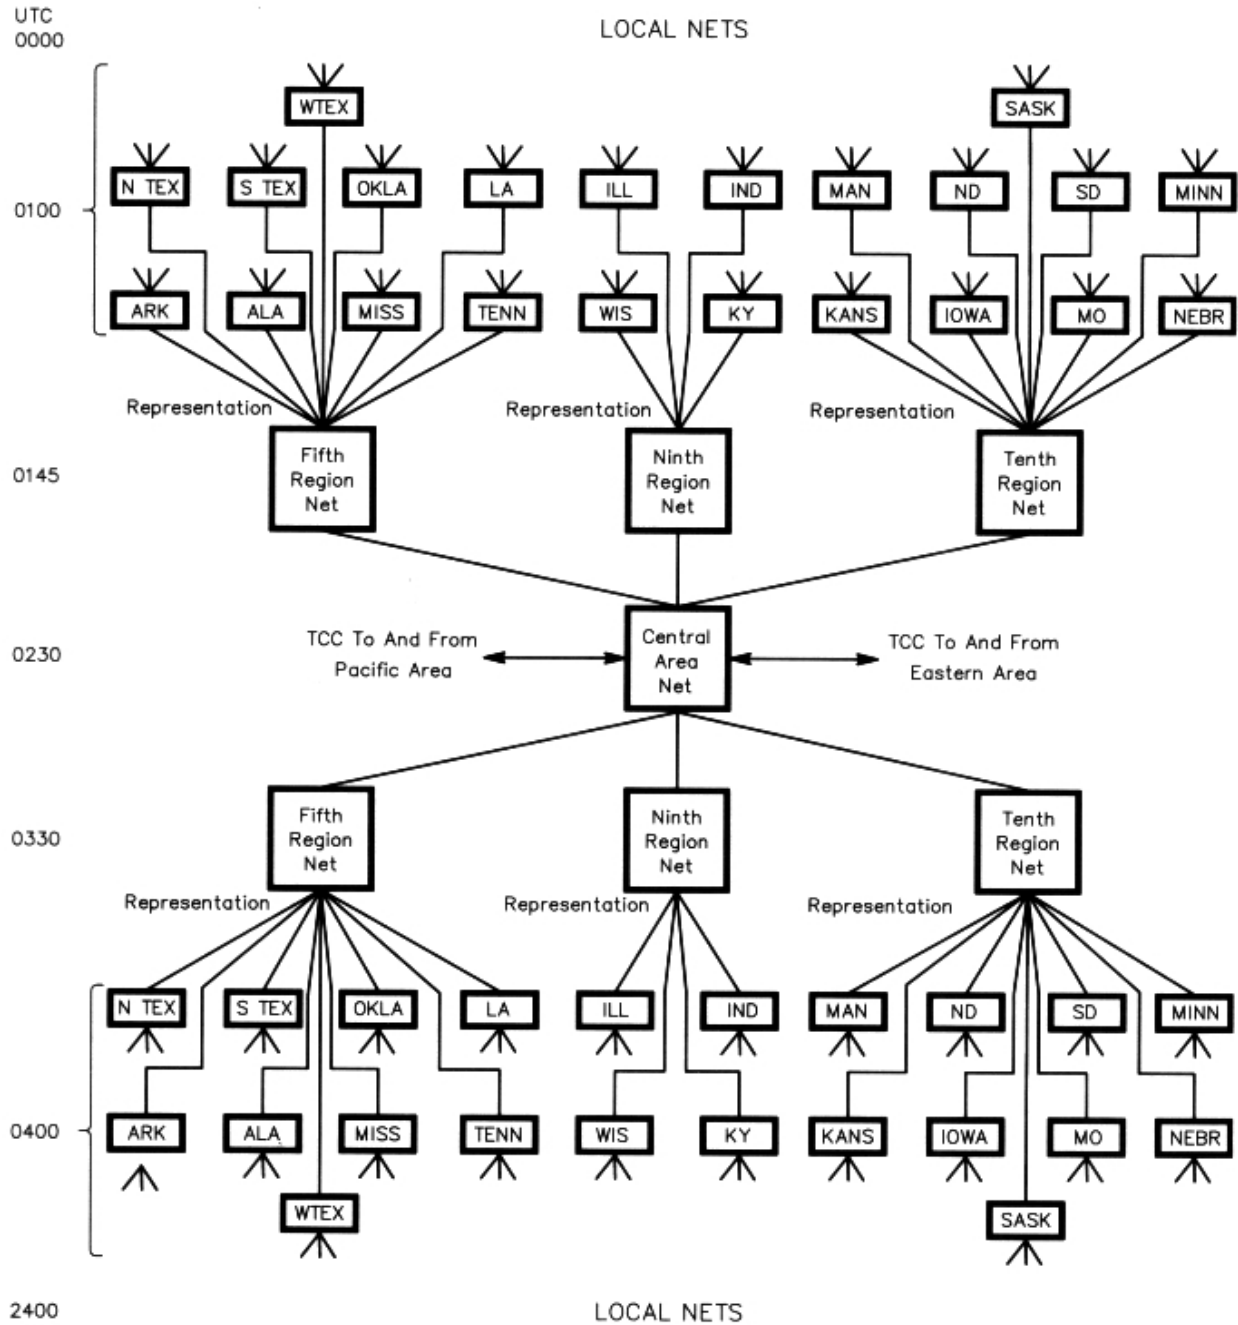 UTC
0000
LOCAL NETS
WTEX
SASK
N TEX
S TEX
OKLA
LA
ILL
IND
MAN
ND
SD
MINN
0100
ARK
ALA
MISS
TENN
WIS
KY
KANS
IOWA
MO
NEBR
Representation
Representation
Representation
0145
Fifth
Region
Net
Ninth
Region
Net
Tenth
Region
Net
0230
TCC To And From
Pacific Area
Central
Area
Net
TCC To And From
Eastern Area
0330
Fifth
Region
Net
Ninth
Region
Net
Tenth
Region
Net
Representation
Representation
Representation
N TEX
S TEX
OKLA
LA
ILL
IND
MAN
ND
SD
MINN
0400
ARK
ALA
MISS
TENN
WIS
KY
KANS
IOWA
MO
NEBR
WTEX
SASK
2400
LOCAL NETS